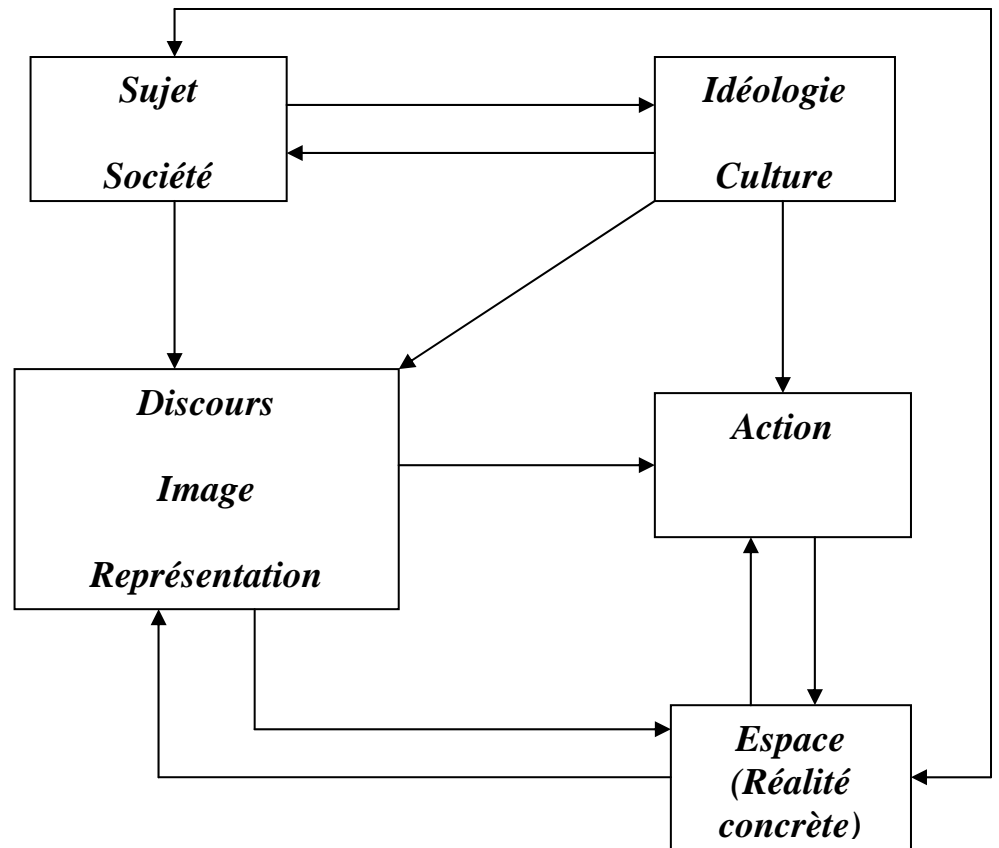 Sujet
Société
Idéologie
Culture
Discours
Image
Représentation
Action
Espace
(Réalité
concrète)